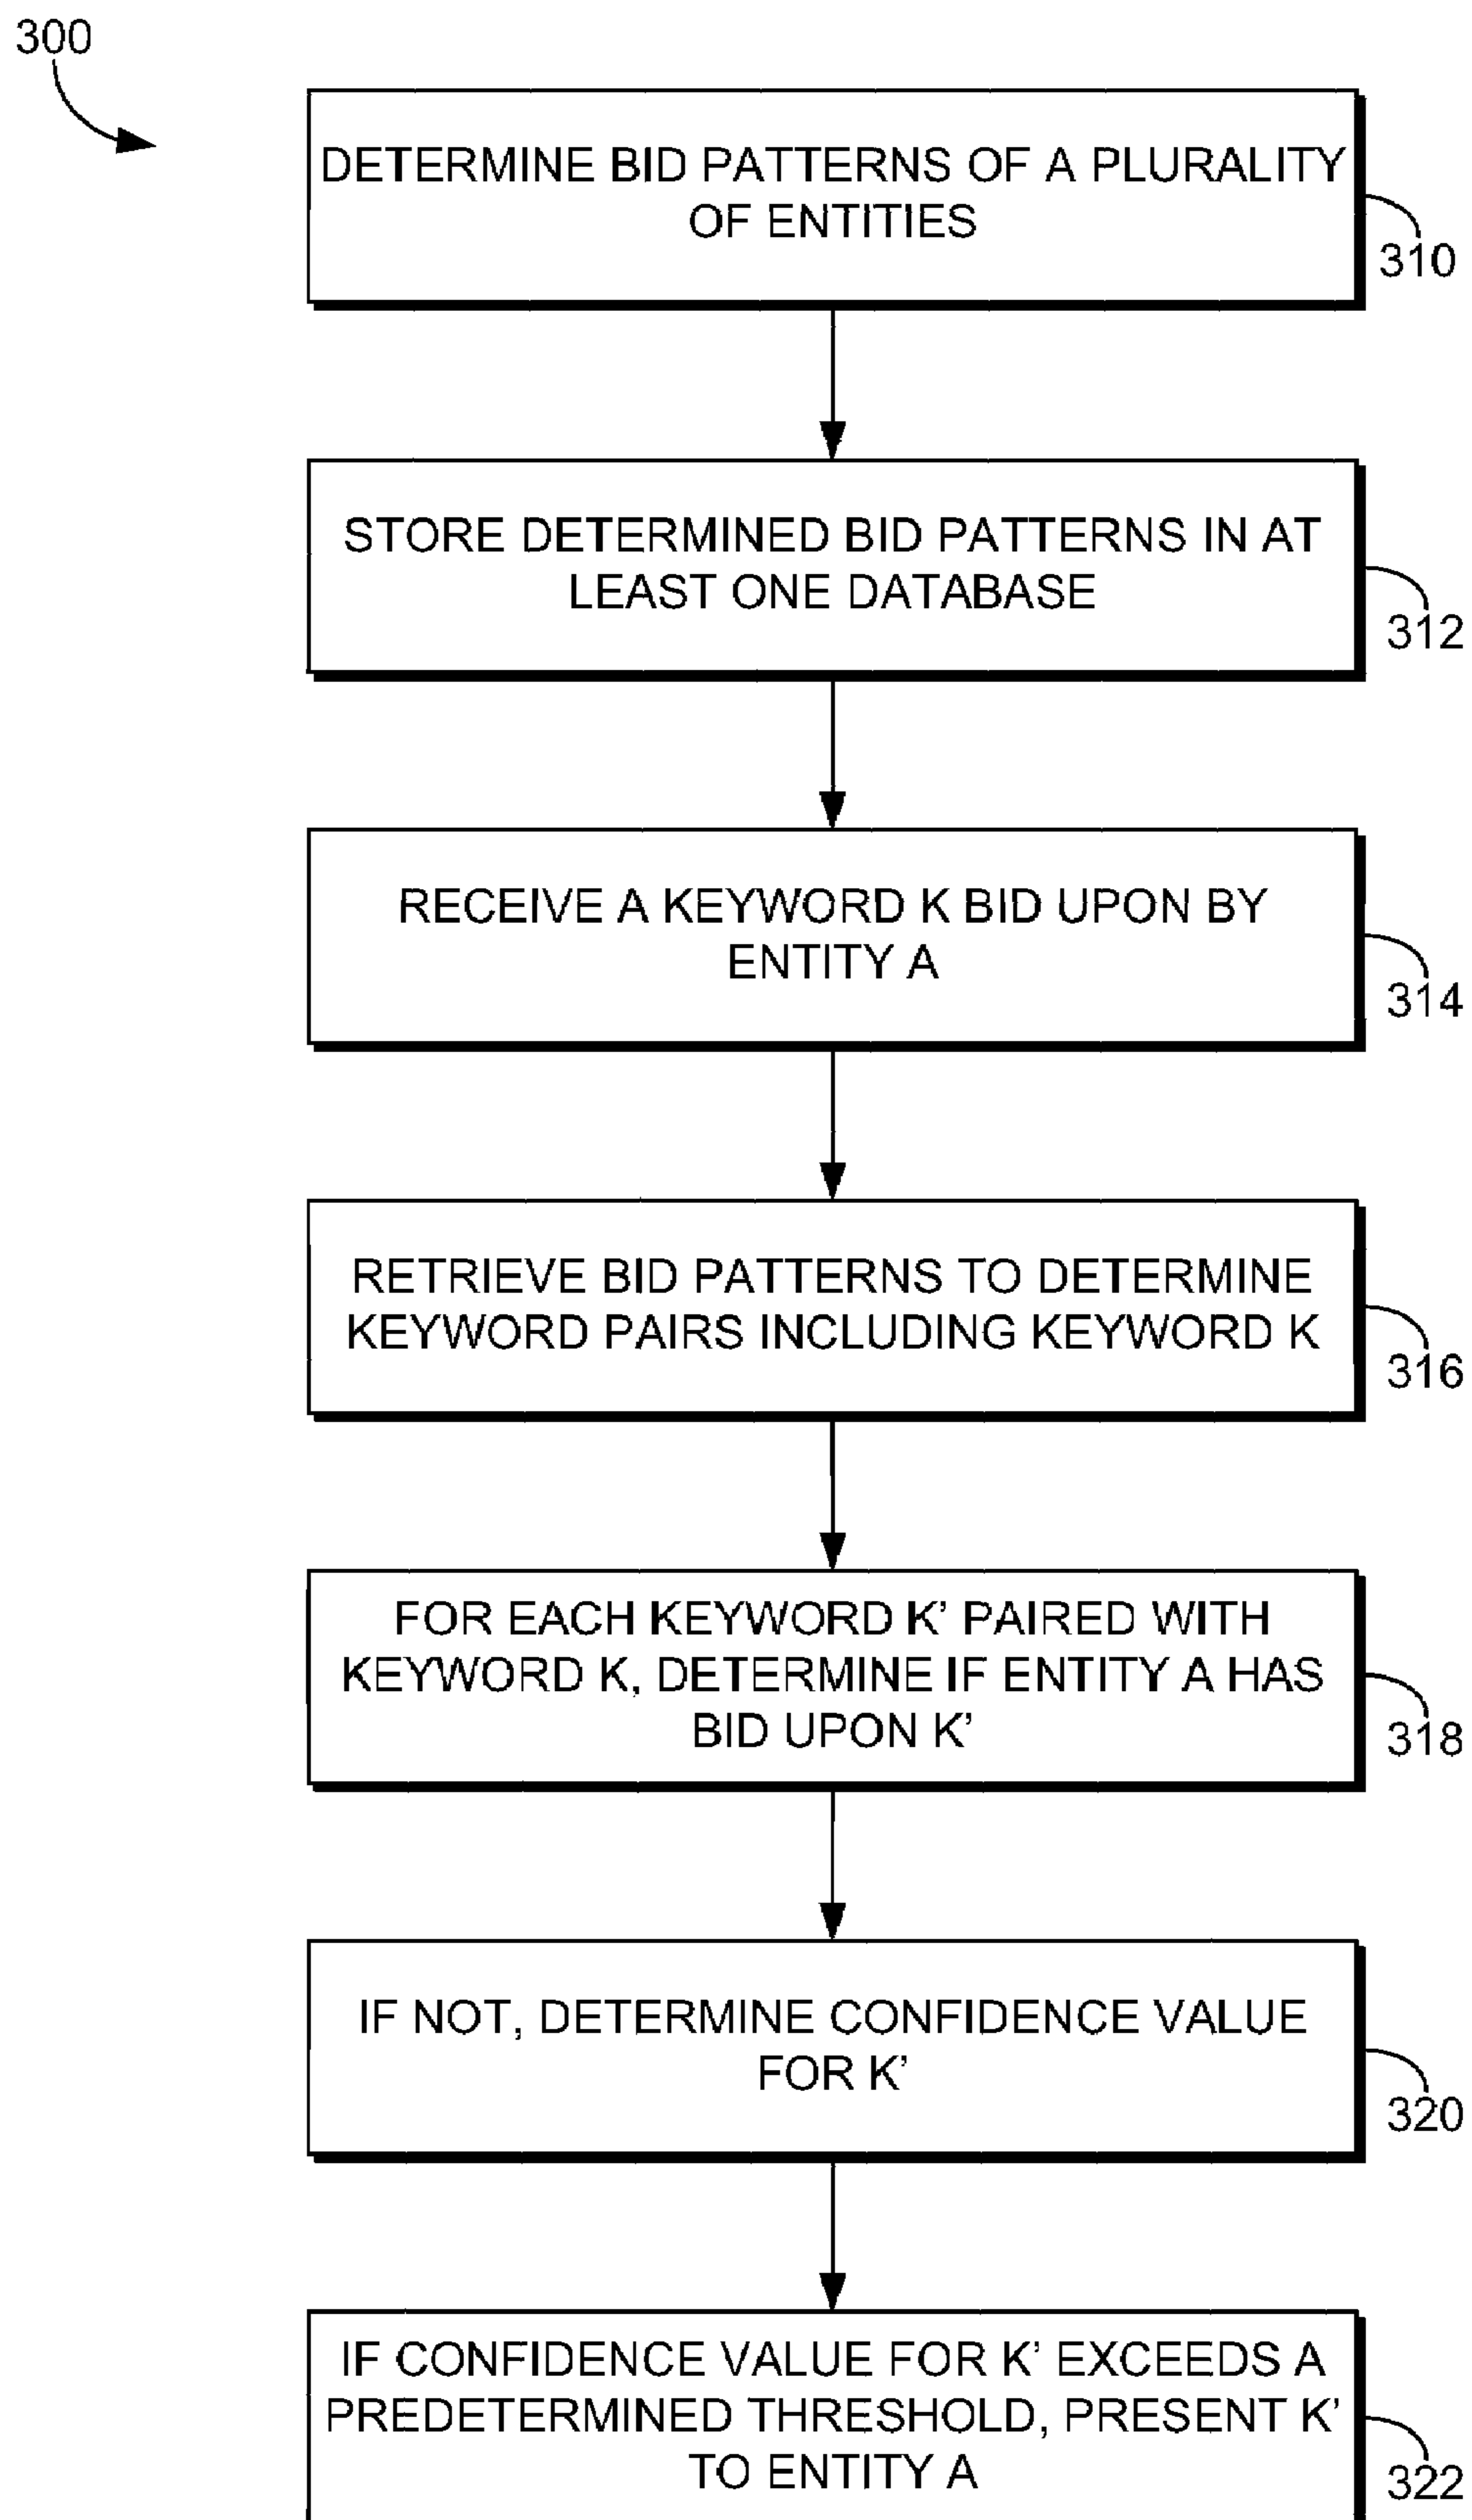 300
DETERMINE BID PATTERNS OF A PLURALITY
OF ENTITIES
310
STORE DETERMINED BID PATTERNS IN AT
LEAST ONE DATABASE
312
RECEIVE A KEYWORD K BID UPON BY
ENTITY A
314
RETRIEVE BID PATTERNS TO DETERMINE
KEYWORD PAIRS INCLUDING KEYWORD K
316
FOR EACH KEYWORD K’ PAIRED WITH
KEYWORD K, DETERMINE IF ENTITY A HAS
BID UPON K’
318
IF NOT, DETERMINE CONFIDENCE VALUE
FOR K’
320
IF CONFIDENCE VALUE FOR K’ EXCEEDS A
PREDETERMINED THRESHOLD, PRESENT K’
TO ENTITY A
322